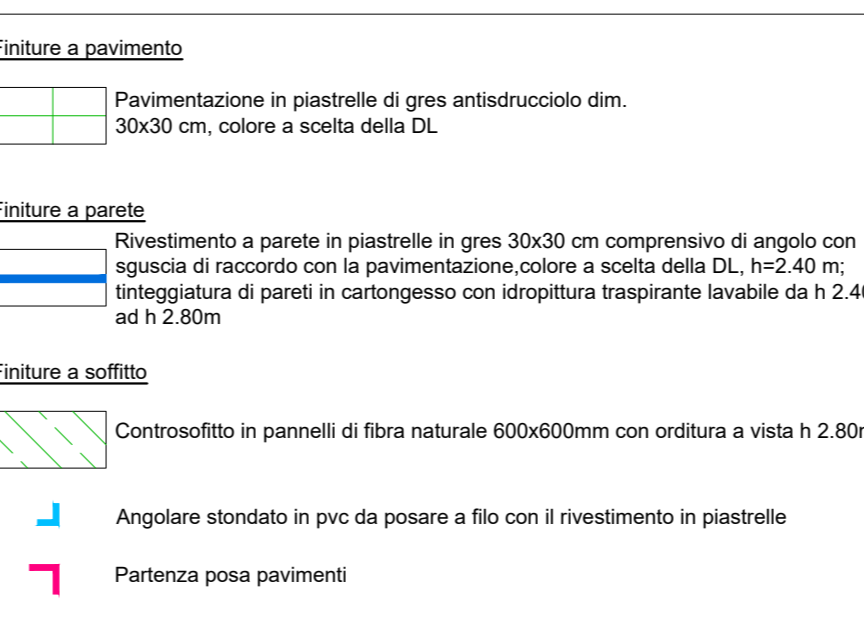 Finiture a pavimento
Pavimentazione in piastrelle di gres antisdrucciolo dim.
30x30 cm, colore a scelta della DL
Finiture a parete
Rivestimento a parete in piastrelle in gres 30x30 cm comprensivo di angolo con
sguscia di raccordo con la pavimentazione,colore a scelta della DL, h=2.40 m;
tinteggiatura di pareti in cartongesso con idropittura traspirante lavabile da h 2.40
ad h 2.80m
Finiture a soffitto
Controsofitto in pannelli di fibra naturale 600x600mm con orditura a vista h 2.80m
Angolare stondato in pvc da posare a filo con il rivestimento in piastrelle
Partenza posa pavimenti